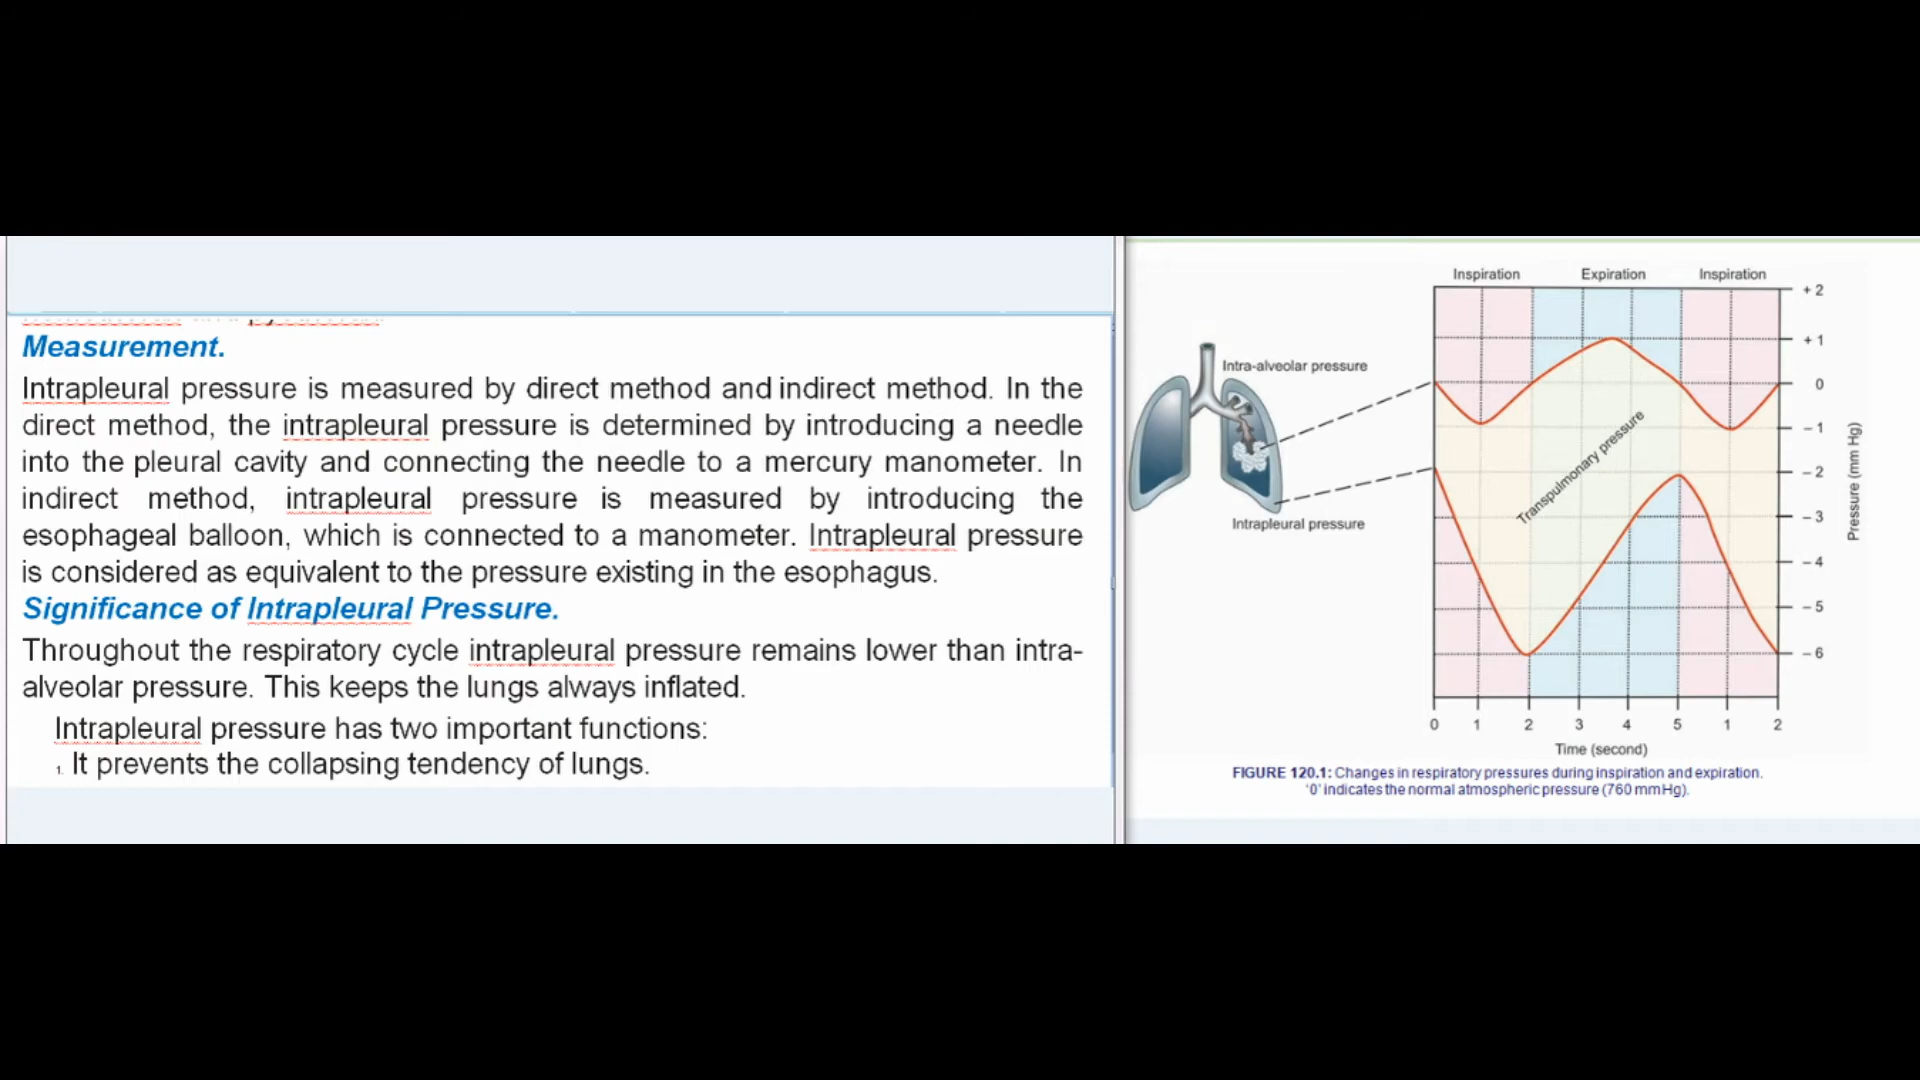 Measurement.
Intrapleural pressure is measured by direct method and indirect method. In the
direct method, the intrapleural pressure is determined by introducing a needle
into the pleural cavity and connecting the needle to a mercury manometer. In
indirect method, intrapleural pressure is measured by introducing the
esophageal balloon, which is connected to a manometer. Intrapleural pressure
is considered as equivalent to the pressure existing in the esophagus.
Significance of Intrapleural Pressure.
Throughout the respiratory cycle intrapleural pressure remains lower than intra-
alveolar pressure. This keeps the lungs always inflated.
Intrapleural pressure has two important functions:
1. It prevents the collapsing tendency of lungs.
Inspiration Expiration Inspiration
+ 2
+ 1
0
– 1
– 2
– 3
– 4
– 5
– 6
Pressure (mm Hg)
Intra-alveolar pressure
Transpulmonary pressure
Intrapleural pressure
0 1 2 3 4 5 1 2
Time (second)
FIGURE 120.1: Changes in respiratory pressures during inspiration and expiration.
‘0’ indicates the normal atmospheric pressure (760 mmHg).